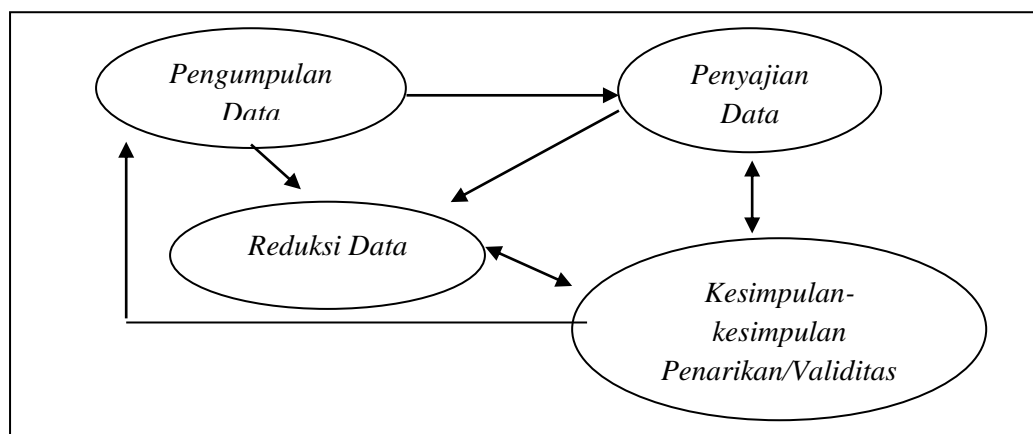 Pengumpulan
Data
Penyajian
Data
Reduksi Data
Kesimpulan-
kesimpulan
Penarikan/Validitas